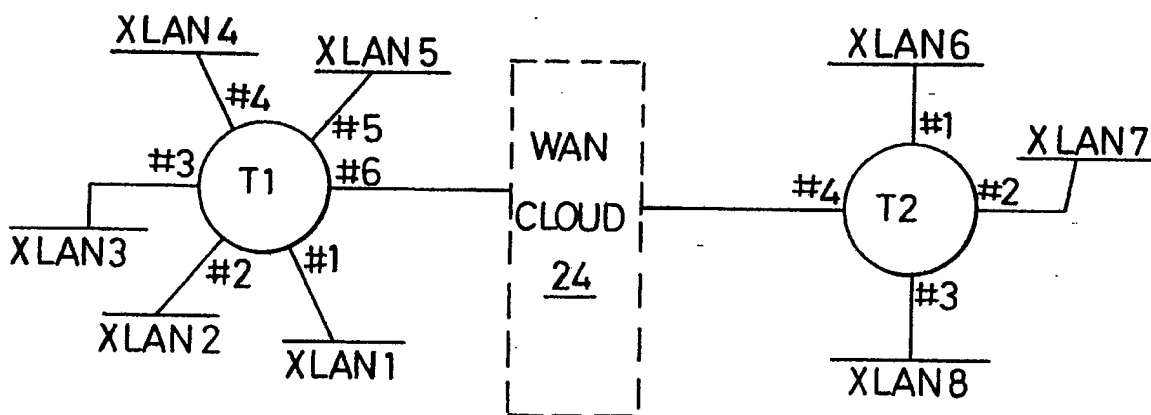 XLAN4
XLAN5
XLAN6
#4
#5
#1
XLAN7
WAN
#3
T1
#6
#4
T2
#2
CLOUD
XLAN3
#2
#1
24
#3
XLAN2
XLAN1
XLAN8